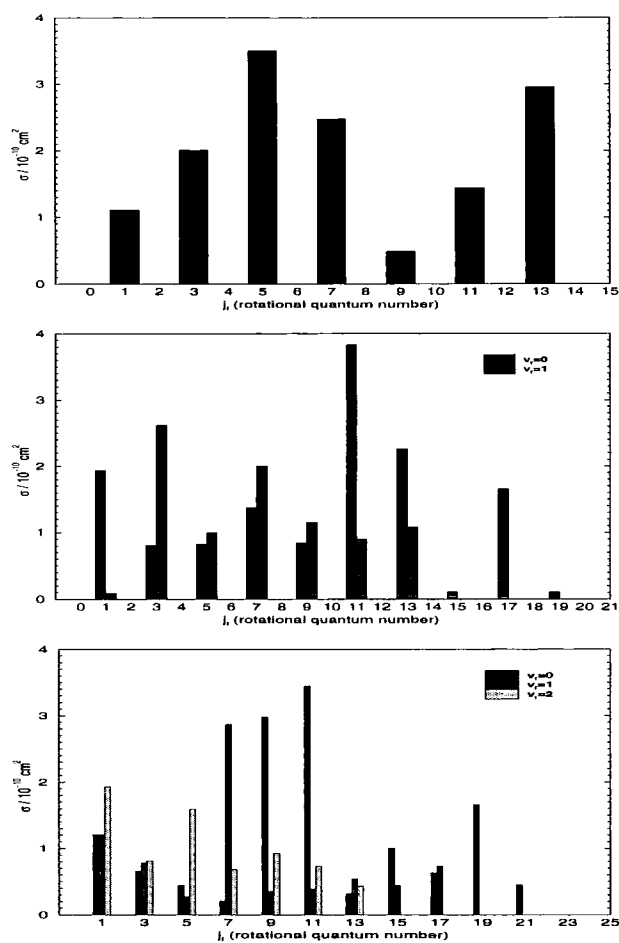 4
3
2
1
0
σ / 10⁻¹⁰ cm²
0 1 2 3 4 5 6 7 8 9 10 11 12 13 14 15
jᵣ (rotational quantum number)
4
3
2
1
0
σ / 10⁻¹⁰ cm²
vᵣ=0
vᵣ=1
0 1 2 3 4 5 6 7 8 9 10 11 12 13 14 15 16 17 18 19 20 21
jᵣ (rotational quantum number)
4
3
2
1
0
σ / 10⁻¹⁰ cm²
vᵣ=0
vᵣ=1
vᵣ=2
1 3 5 7 9 11 13 15 17 19 21 23 25
jᵣ (rotational quantum number)